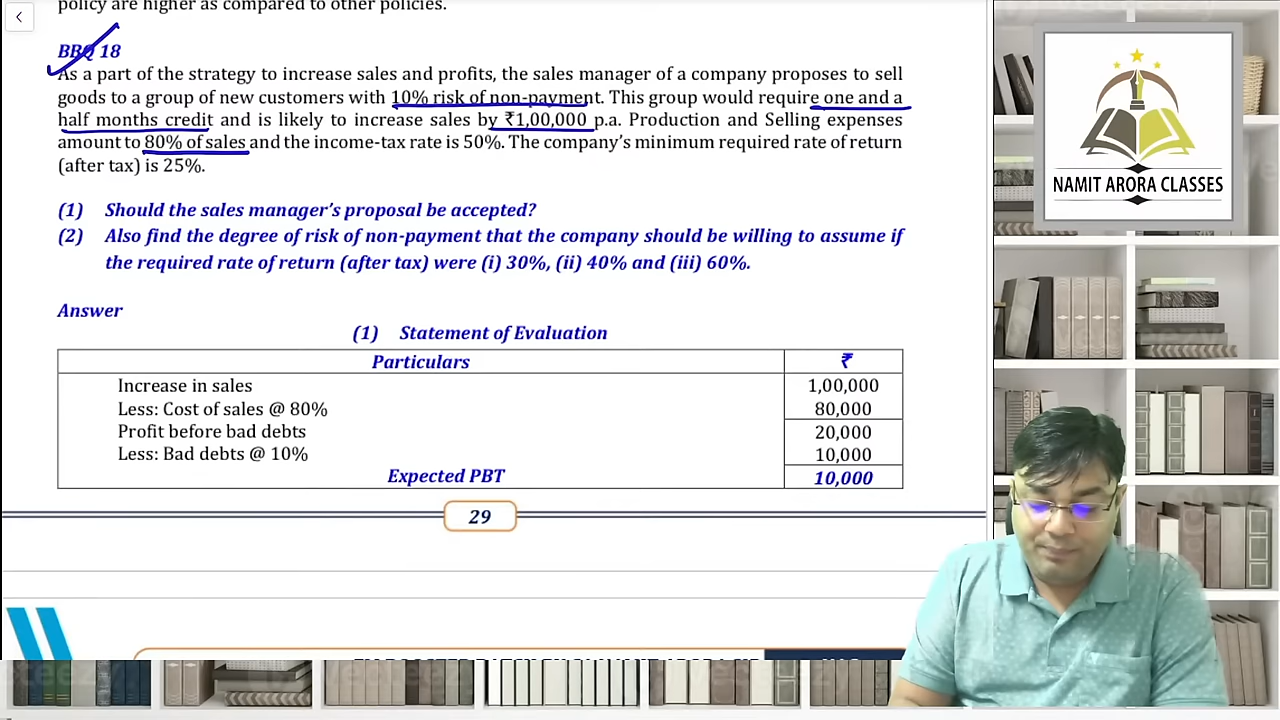 policy are higher as compared to other policies.
BBQ 18
As a part of the strategy to increase sales and profits, the sales manager of a company proposes to sell
goods to a group of new customers with 10% risk of non-payment. This group would require one and a
half months credit and is likely to increase sales by ₹1,00,000 p.a. Production and Selling expenses
amount to 80% of sales and the income-tax rate is 50%. The company's minimum required rate of return
(after tax) is 25%.
(1) Should the sales manager's proposal be accepted?
(2) Also find the degree of risk of non-payment that the company should be willing to assume if
the required rate of return (after tax) were (i) 30%, (ii) 40% and (iii) 60%.
Answer
(1) Statement of Evaluation
Particulars ₹
Increase in sales 1,00,000
Less: Cost of sales @ 80% 80,000
Profit before bad debts 20,000
Less: Bad debts @ 10% 10,000
Expected PBT 10,000
29
NAMIT ARORA CLASSES